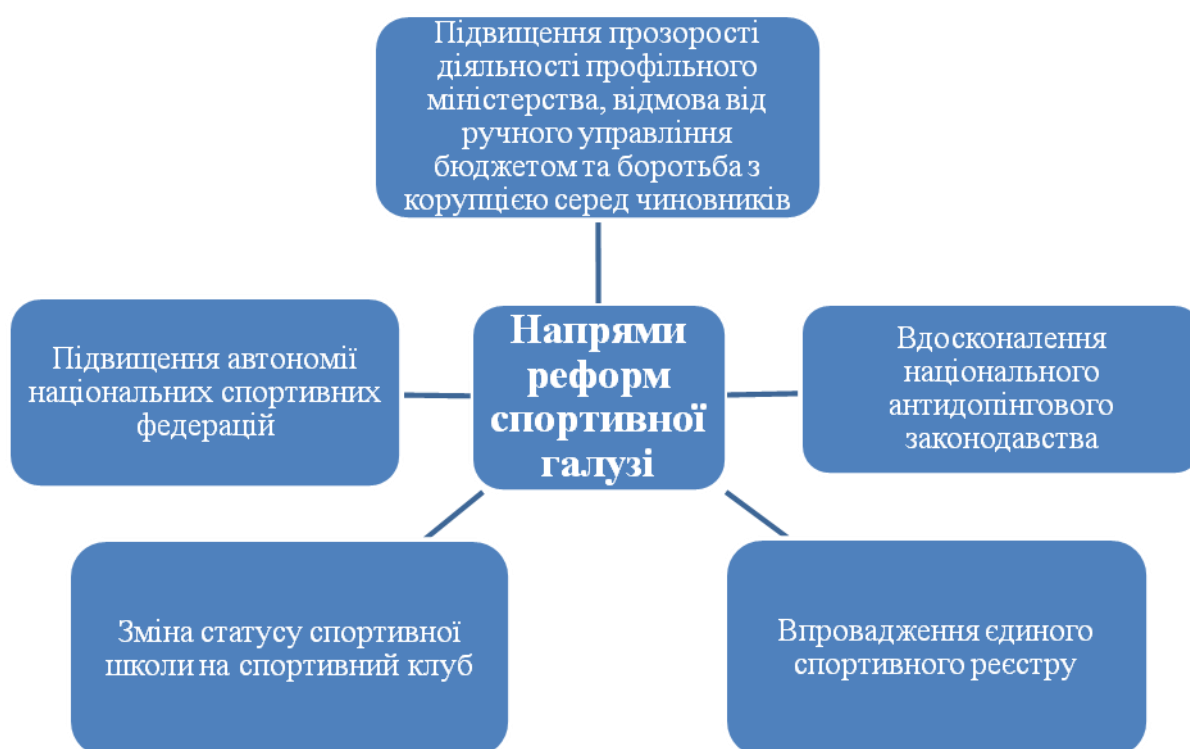 Підвищення прозорості
діяльності профільного
міністерства, відмова від
ручного управління
бюджетом та боротьба з
корупцією серед чиновників
Підвищення автономії
національних спортивних
федерацій
Напрями
реформ
спортивної
галузі
Вдосконалення
національного
антидопінгового
законодавства
Зміна статусу спортивної
школи на спортивний клуб
Впровадження єдиного
спортивного реєстру